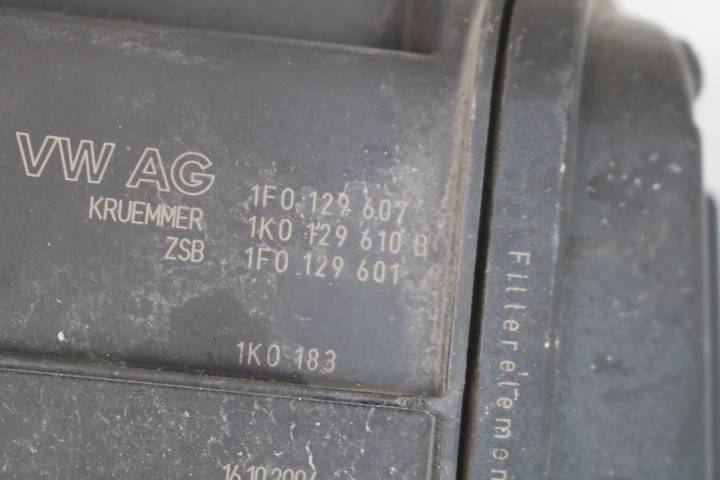 VW AG 1F0 129 607
KRUEMMER 1K0 129 610 B
ZSB 1F0 129 601
1K0 183
Filterelemen